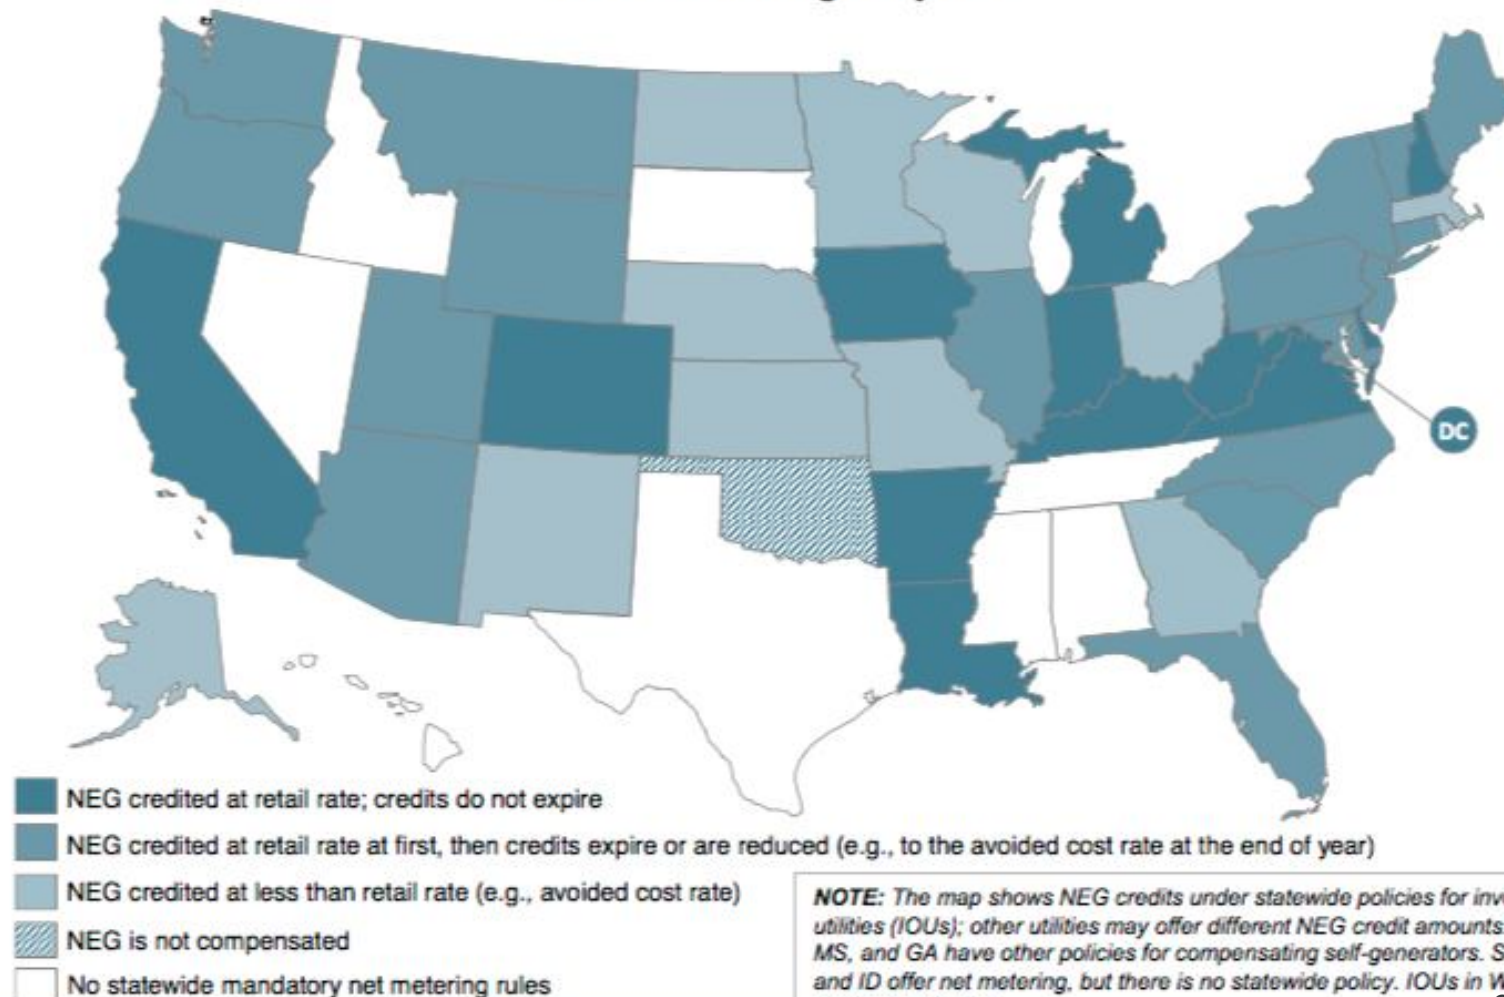 DC
NEG credited at retail rate; credits do not expire
NEG credited at retail rate at first, then credits expire or are reduced (e.g., to the avoided cost rate at the end of year)
NEG credited at less than retail rate (e.g., avoided cost rate)
NEG is not compensated
No statewide mandatory net metering rules
NOTE: The map shows NEG credits under statewide policies for
utilities (IOUs); other utilities may offer different NEG credit amounts.
MS, and GA have other policies for compensating self-generators.
and ID offer net metering, but there is no statewide policy. IOUs in